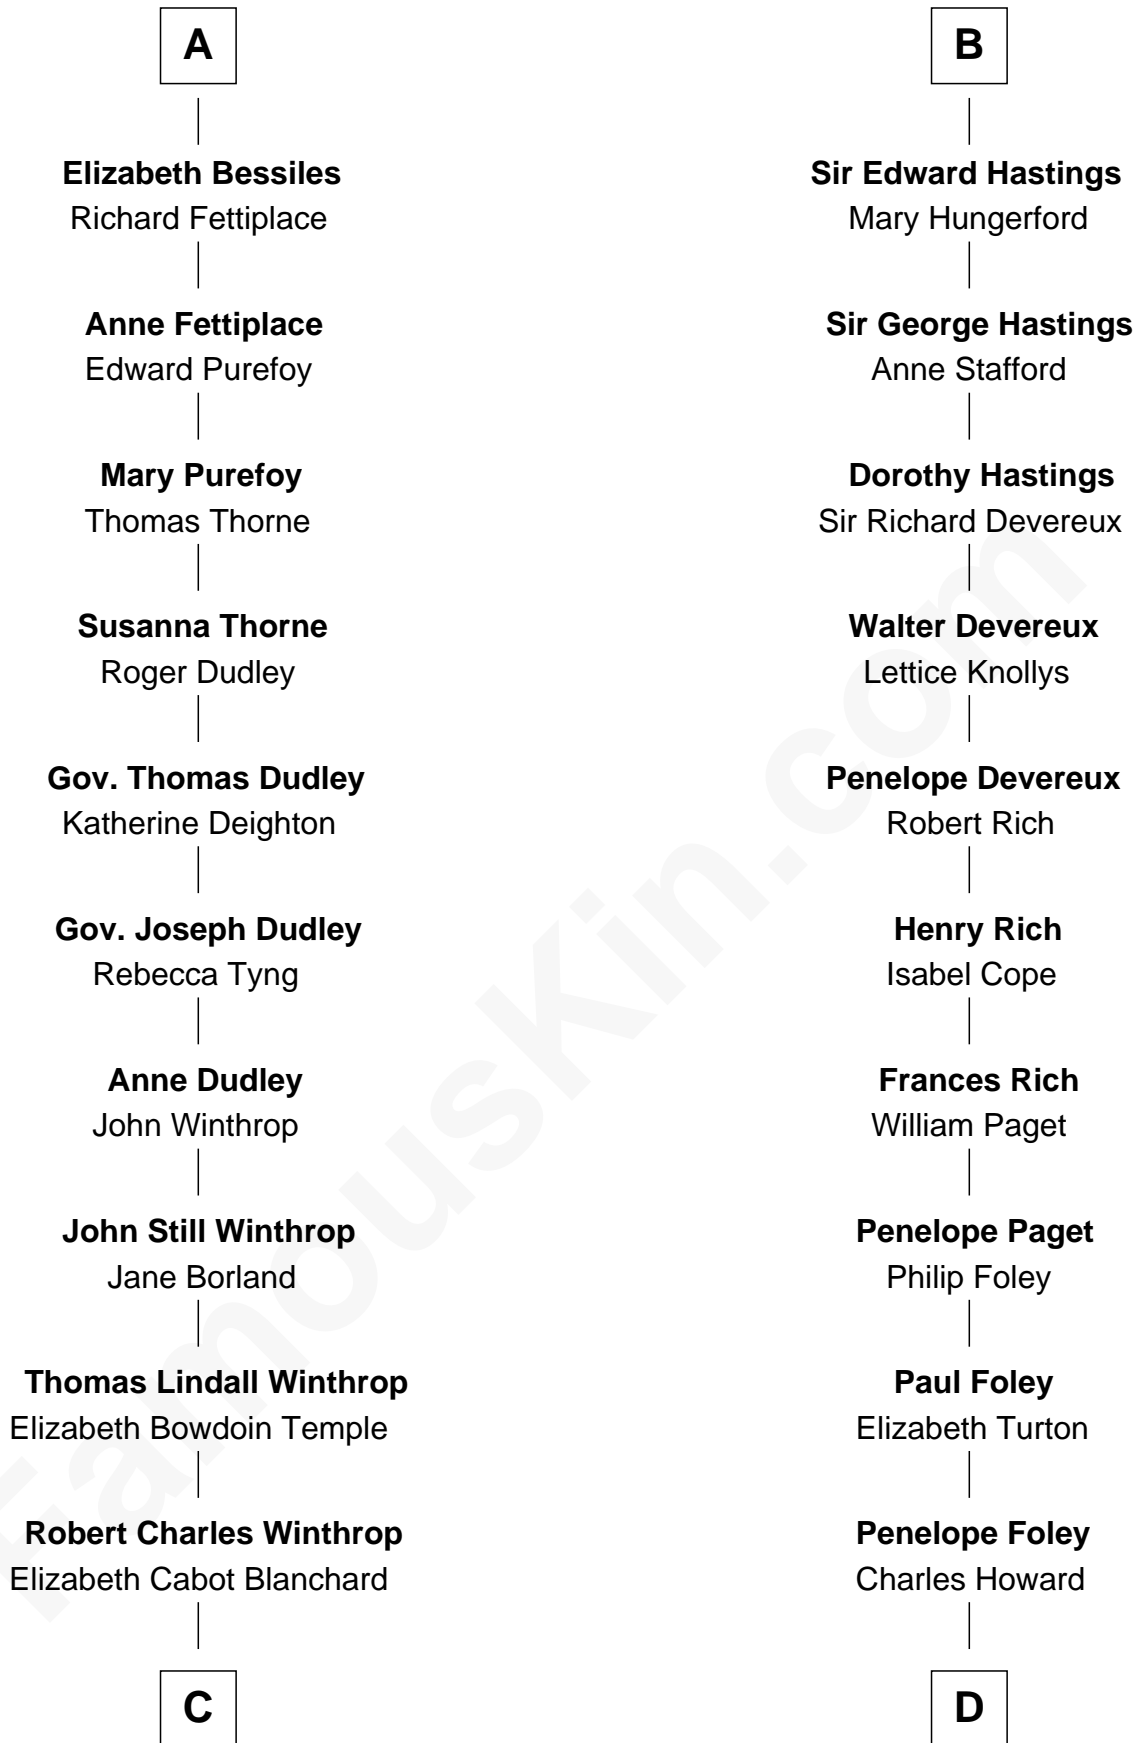 A
Elizabeth Bessiles
Richard Fettiplace
Anne Fettiplace
Edward Purefoy
Mary Purefoy
Thomas Thorne
Susanna Thorne
Roger Dudley
Gov. Thomas Dudley
Katherine Deighton
Gov. Joseph Dudley
Rebecca Tyng
Anne Dudley
John Winthrop
John Still Winthrop
Jane Borland
Thomas Lindall Winthrop
Elizabeth Bowdoin Temple
Robert Charles Winthrop
Elizabeth Cabot Blanchard
C
B
Sir Edward Hastings
Mary Hungerford
Sir George Hastings
Anne Stafford
Dorothy Hastings
Sir Richard Devereux
Walter Devereux
Lettice Knollys
Penelope Devereux
Robert Rich
Henry Rich
Isabel Cope
Frances Rich
William Paget
Penelope Paget
Philip Foley
Paul Foley
Elizabeth Turton
Penelope Foley
Charles Howard
D
FamousKin.com